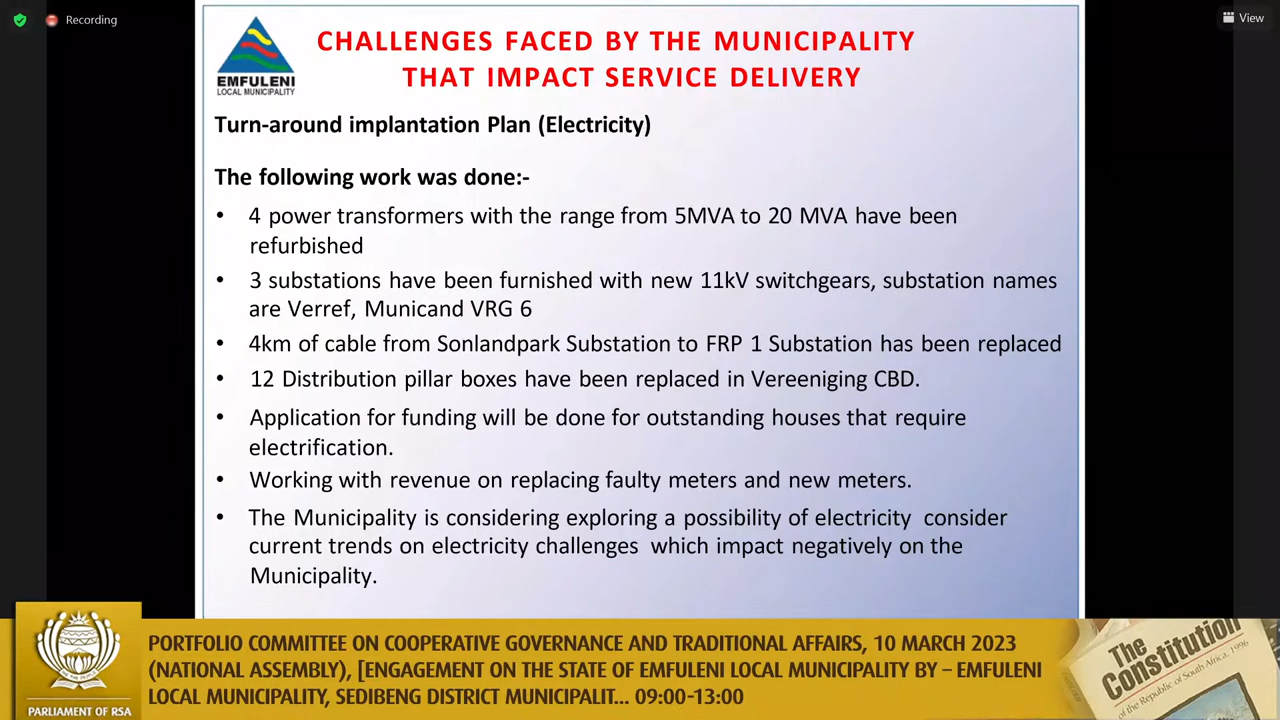 Recording
View
EMFULENI
LOCAL MUNICIPALITY
CHALLENGES FACED BY THE MUNICIPALITY
THAT IMPACT SERVICE DELIVERY
Turn-around implantation Plan (Electricity)
The following work was done:-
• 4 power transformers with the range from 5MVA to 20 MVA have been
refurbished
• 3 substations have been furnished with new 11kV switchgears, substation names
are Verref, Municand VRG 6
• 4km of cable from Sonlandpark Substation to FRP 1 Substation has been replaced
• 12 Distribution pillar boxes have been replaced in Vereeniging CBD.
• Application for funding will be done for outstanding houses that require
electrification.
• Working with revenue on replacing faulty meters and new meters.
• The Municipality is considering exploring a possibility of electricity consider
current trends on electricity challenges which impact negatively on the
Municipality.
PARLIAMENT OF RSA
PORTFOLIO COMMITTEE ON COOPERATIVE GOVERNANCE AND TRADITIONAL AFFAIRS, 10 MARCH 2023
(NATIONAL ASSEMBLY), [ENGAGEMENT ON THE STATE OF EMFULENI LOCAL MUNICIPALITY BY – EMFULENI
LOCAL MUNICIPALITY, SEDIBENG DISTRICT MUNICIPALIT... 09:00-13:00
The
Constitution
of the Republic of South Africa, 1996